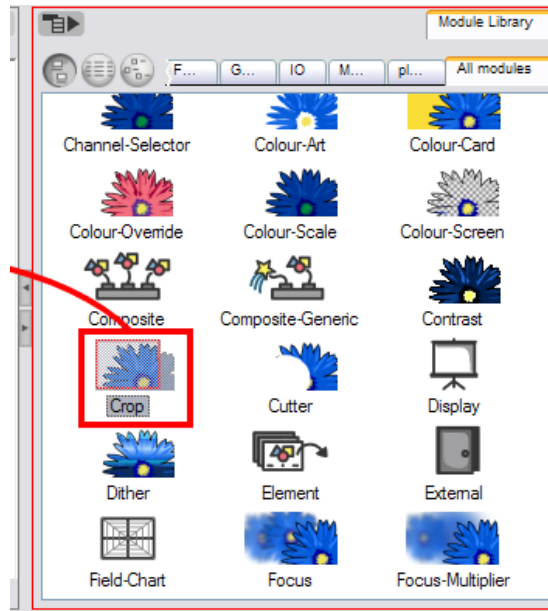 Module Library
F... G... IO M... pl... All modules
Channel-Selector Colour-Art Colour-Card
Colour-Override Colour-Scale Colour-Screen
Composite Composite-Generic Contrast
Crop Cutter Display
Dither Element External
Field-Chart Focus Focus-Multiplier